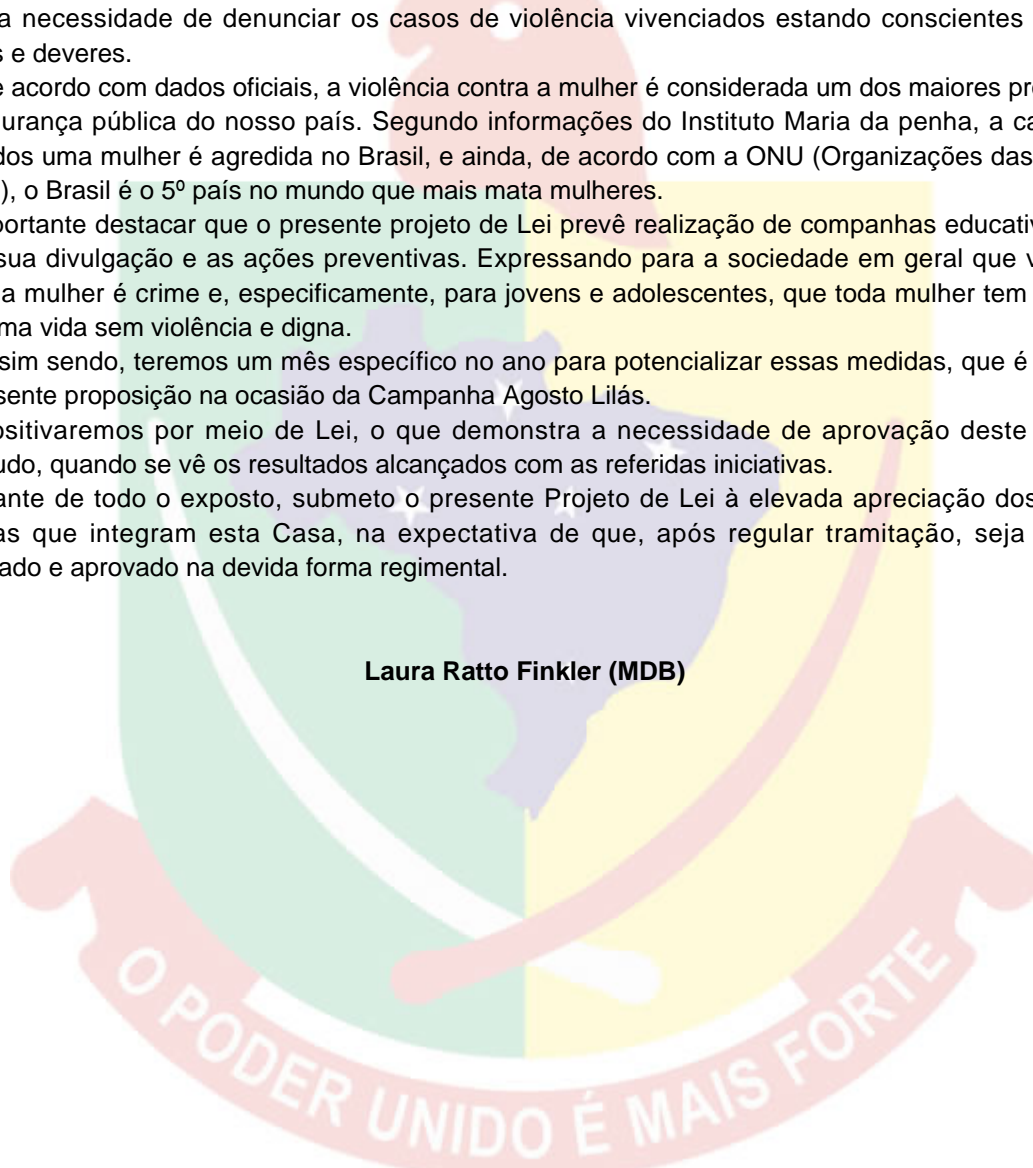 a necessidade de denunciar os casos de violência vivenciados estando conscientes
s e deveres.
e acordo com dados oficiais, a violência contra a mulher é considerada um dos maiores pro
urança pública do nosso país. Segundo informações do Instituto Maria da penha, a ca
dos uma mulher é agredida no Brasil, e ainda, de acordo com a ONU (Organizações das
), o Brasil é o 5º país no mundo que mais mata mulheres.
portante destacar que o presente projeto de Lei prevê realização de companhas educativ
sua divulgação e as ações preventivas. Expressando para a sociedade em geral que v
a mulher é crime e, especificamente, para jovens e adolescentes, que toda mulher tem
ma vida sem violência e digna.
sim sendo, teremos um mês específico no ano para potencializar essas medidas, que é
sente proposição na ocasião da Campanha Agosto Lilás.
ositivaremos por meio de Lei, o que demonstra a necessidade de aprovação deste
udo, quando se vê os resultados alcançados com as referidas iniciativas.
ante de todo o exposto, submeto o presente Projeto de Lei à elevada apreciação dos
as que integram esta Casa, na expectativa de que, após regular tramitação, seja
ado e aprovado na devida forma regimental.
Laura Ratto Finkler (MDB)
O PODER UNIDO É MAIS FORTE